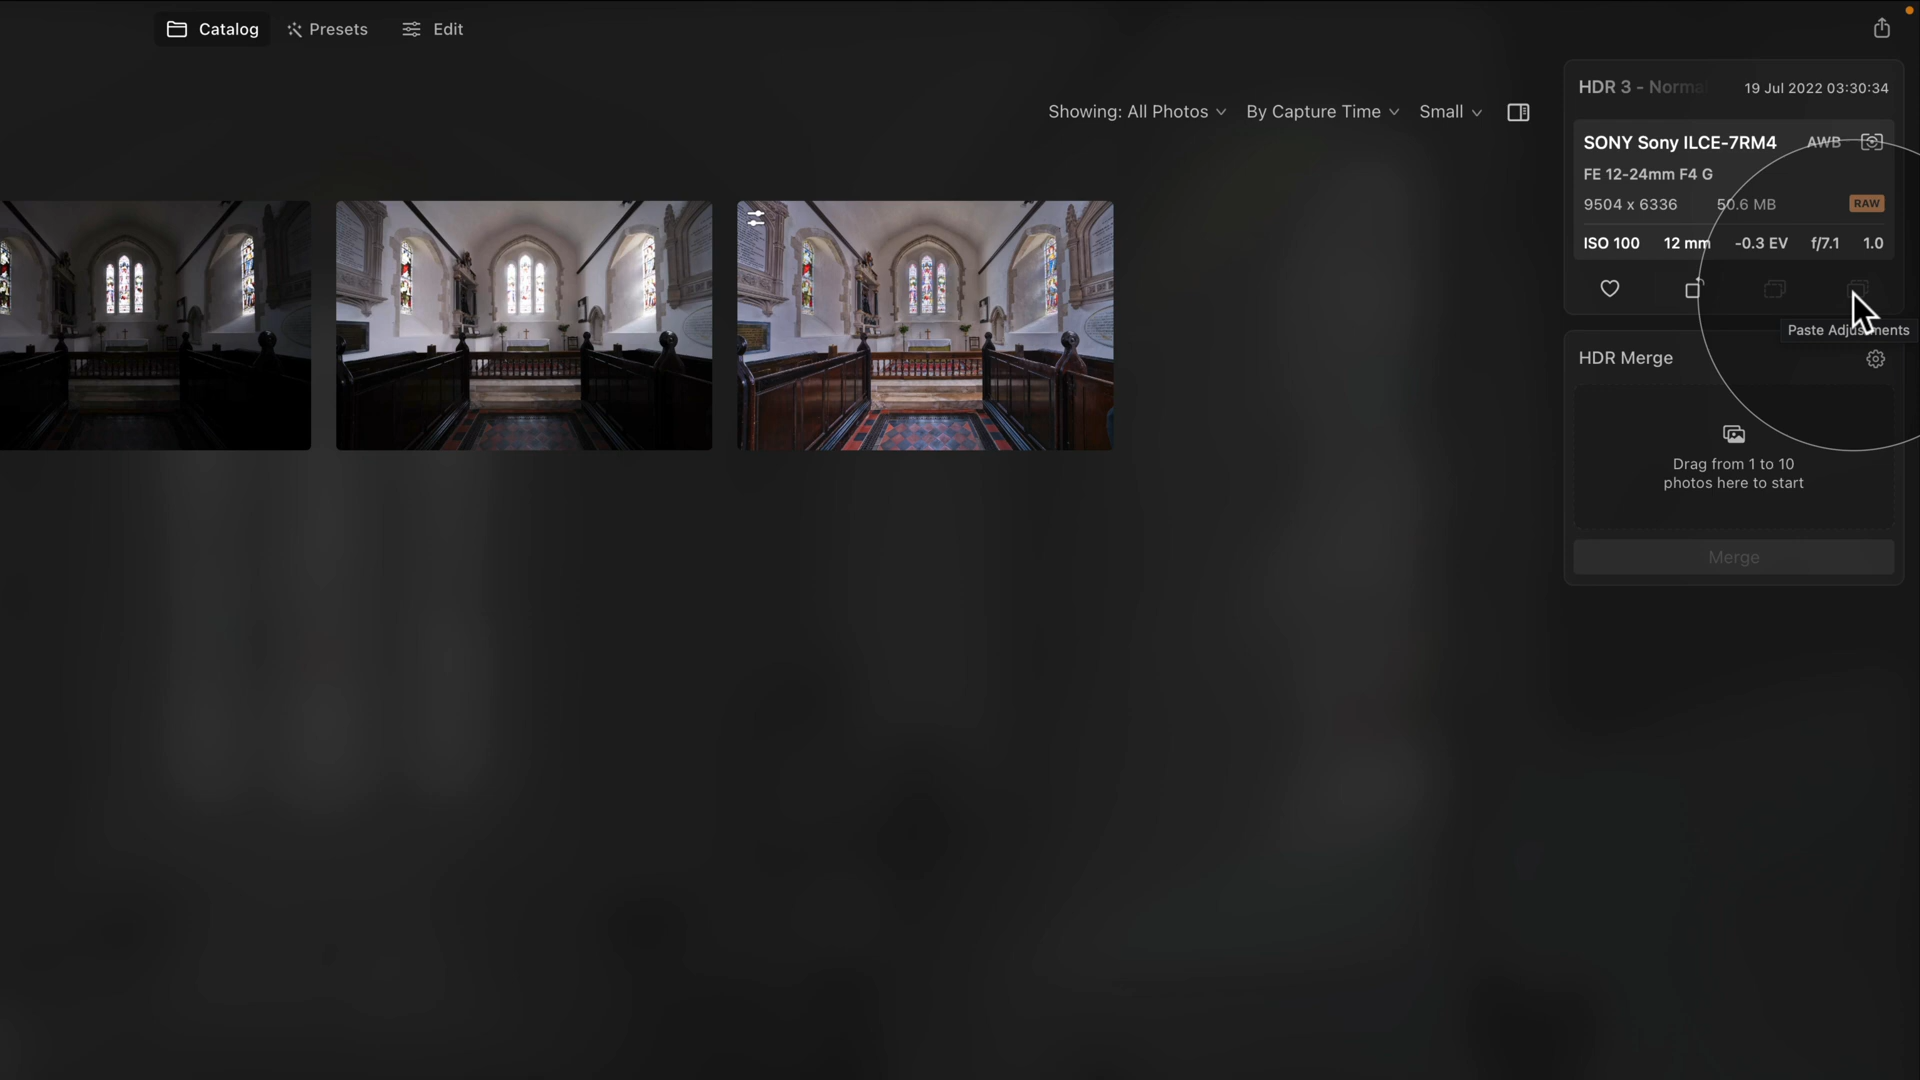 Catalog Presets Edit
HDR 3 - Norma 19 Jul 2022 03:30:34
Showing: All Photos By Capture Time Small
SONY Sony ILCE-7RM4 AWB
FE 12-24mm F4 G
9504 x 6336 50.6 MB RAW
ISO 100 12 mm -0.3 EV f/7.1 1.0
Paste Adjustments
HDR Merge
Drag from 1 to 10
photos here to start
Merge